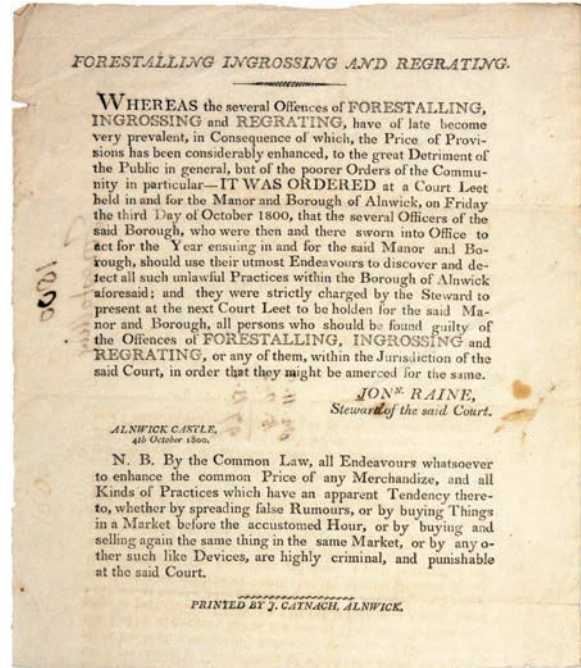 FORESTALLING INGROSSING AND REGRATING.
WHEREAS the several Offences of FORESTALLING,
INGROSSING and REGRATING, have of late become
very prevalent, in Consequence of which, the Price of Provi-
sions has been considerably enhanced, to the great Detriment of
the Public in general, but of the poorer Orders of the Commu-
nity in particular—IT WAS ORDERED at a Court Leet
held in and for the Manor and Borough of Alnwick, on Friday
the third Day of October 1800, that the several Officers of the
said Borough, who were then and there sworn into Office to
act for the Year ensuing in and for the said Manor and Bo-
rough, should use their utmost Endeavours to discover and de-
tect all such unlawful Practices within the Borough of Alnwick
aforesaid; and they were strictly charged by the Steward to
present at the next Court Leet to be holden for the said Ma-
nor and Borough, all persons who should be found guilty of
the Offences of FORESTALLING, INGROSSING and
REGRATING, or any of them, within the Jurisdiction of the
said Court, in order that they might be amerced for the same.
JONN. RAINE,
Steward of the said Court.
ALNWICK CASTLE,
4th October 1800.
N. B. By the Common Law, all Endeavours whatsoever
to enhance the common Price of any Merchandize, and all
Kinds of Practices which have an apparent Tendency there-
to, whether by spreading false Rumours, or by buying Things
in a Market before the accustomed Hour, or by buying and
selling again the same thing in the same Market, or by any o-
ther such like Devices, are highly criminal, and punishable
at the said Court.
PRINTED BY J. CATNACH, ALNWICK.